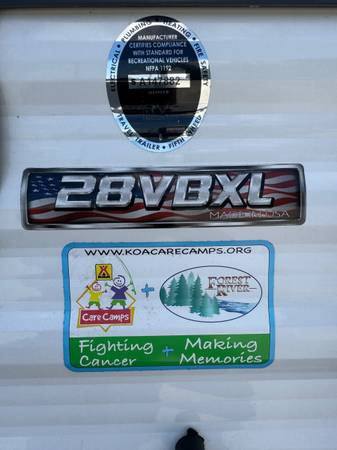 ELECTRICAL • PLUMBING • HEATING • FIRE SAFETY
MANUFACTURER
CERTIFIES COMPLIANCE
WITH STANDARD FOR
RECREATIONAL VEHICLES
NFPA 1192
TRAVEL TRAILER • FIFTH WHEEL
28VBXL
MADE IN USA
WWW.KOACARECAMPS.ORG
Care Camps
+
FOREST
RIVER
Fighting + Making
Cancer Memories